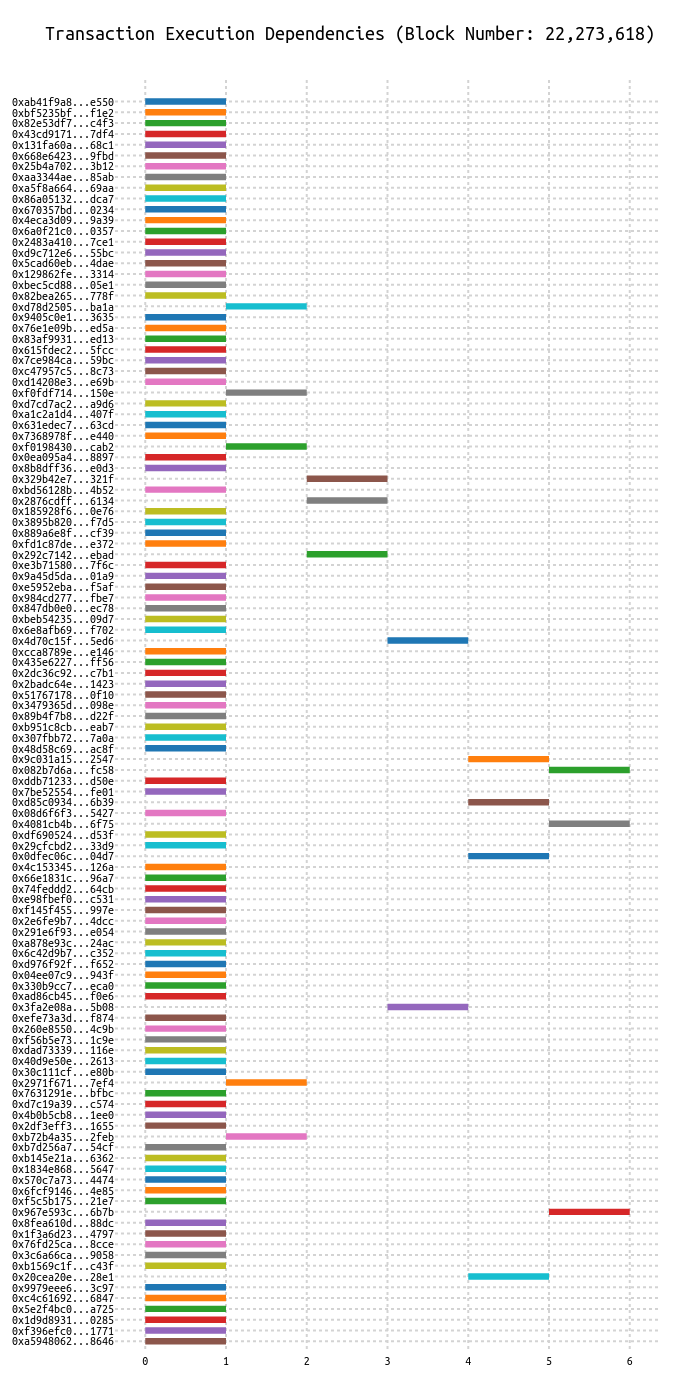 Transaction Execution Dependencies (Block Number: 22,273,618)
0xab41f9a8...e550
0xbf5235bf...f1e2
0x82e53df7...c4f3
0x43cd9171...7df4
0x131fa60a...68c1
0x668e6423...9fbd
0x25b4a702...3b12
0xaa3344ae...85ab
0xa5f8a664...69aa
0x86a05132...dca7
0x670357bd...0234
0x4eca3d09...9a39
0x6a0f21c0...0357
0x2483a410...7ce1
0xd9c712e6...55bc
0x5cad60eb...4dae
0x129862fe...3314
0xbec5cd88...05e1
0x82bea265...778f
0xd78d2505...ba1a
0x9405c0e1...3635
0x76e1e09b...ed5a
0x83af9931...ed13
0x615fdec2...5fcc
0x7ce984ca...59bc
0xc47957c5...8c73
0xd14208e3...e69b
0xf0fdf714...150e
0xd7cd7ac2...a9d6
0xa1c2a1d4...407f
0x631edec7...63cd
0x7368978f...e440
0xf0198430...cab2
0x0ea095a4...8897
0x8b8dff36...e0d3
0x329b42e7...321f
0xbd56128b...4b52
0x2876cdff...6134
0x185928f6...0e76
0x3895b820...f7d5
0x889a6e8f...cf39
0xfd1c87de...e372
0x292c7142...ebad
0xe3b71580...7f6c
0x9a45d5da...01a9
0xe5952eba...f5af
0x984cd277...fbe7
0x847db0e0...ec78
0xbeb54235...09d7
0x6e8afb69...f702
0x4d70c15f...5ed6
0xcca8789e...e146
0x435e6227...ff56
0x2dc36c92...c7b1
0x2badc64e...1423
0x51767178...0f10
0x3479365d...098e
0x89b4f7b8...d22f
0xb951c8cb...eab7
0x307fbb72...7a0a
0x48d58c69...ac8f
0x9c031a15...2547
0x082b7d6a...fc58
0xddb71233...d50e
0x7be52554...fe01
0xd85c0934...6b39
0x08d6f6f3...5427
0x4081cb4b...6f75
0xdf690524...d53f
0x29cfcbd2...33d9
0x0dfec06c...04d7
0x4c153345...126a
0x66e1831c...96a7
0x74feddd2...64cb
0xe98fbef0...c531
0xf145f455...997e
0x2e6fe9b7...4dcc
0x291e6f93...e054
0xa878e93c...24ac
0x6c42d9b7...c352
0xd976f92f...f652
0x04ee07c9...943f
0x330b9cc7...eca0
0xad86cb45...f0e6
0x3fa2e08a...5b08
0xefe73a3d...f874
0x260e8550...4c9b
0xf56b5e73...1c9e
0xdad73339...116e
0x40d9e50e...2613
0x30c111cf...e80b
0x2971f671...7ef4
0x7631291e...bfbc
0xd7c19a39...c574
0x4b0b5cb8...1ee0
0x2df3eff3...1655
0xb72b4a35...2feb
0xb7d256a7...54cf
0xb145e21a...6362
0x1834e868...5647
0x570c7a73...4474
0x6fcf9146...4e85
0xf5c5b175...21e7
0x967e593c...6b7b
0x8fea610d...88dc
0x1f3a6d23...4797
0x76fd25ca...8cce
0x3c6a66ca...9058
0xb1569c1f...c43f
0x20cea20e...28e1
0x9979eee6...3c97
0xc4c61692...6847
0x5e2f4bc0...a725
0x1d9d8931...0285
0xf396efc0...1771
0xa5948062...8646
0 1 2 3 4 5 6